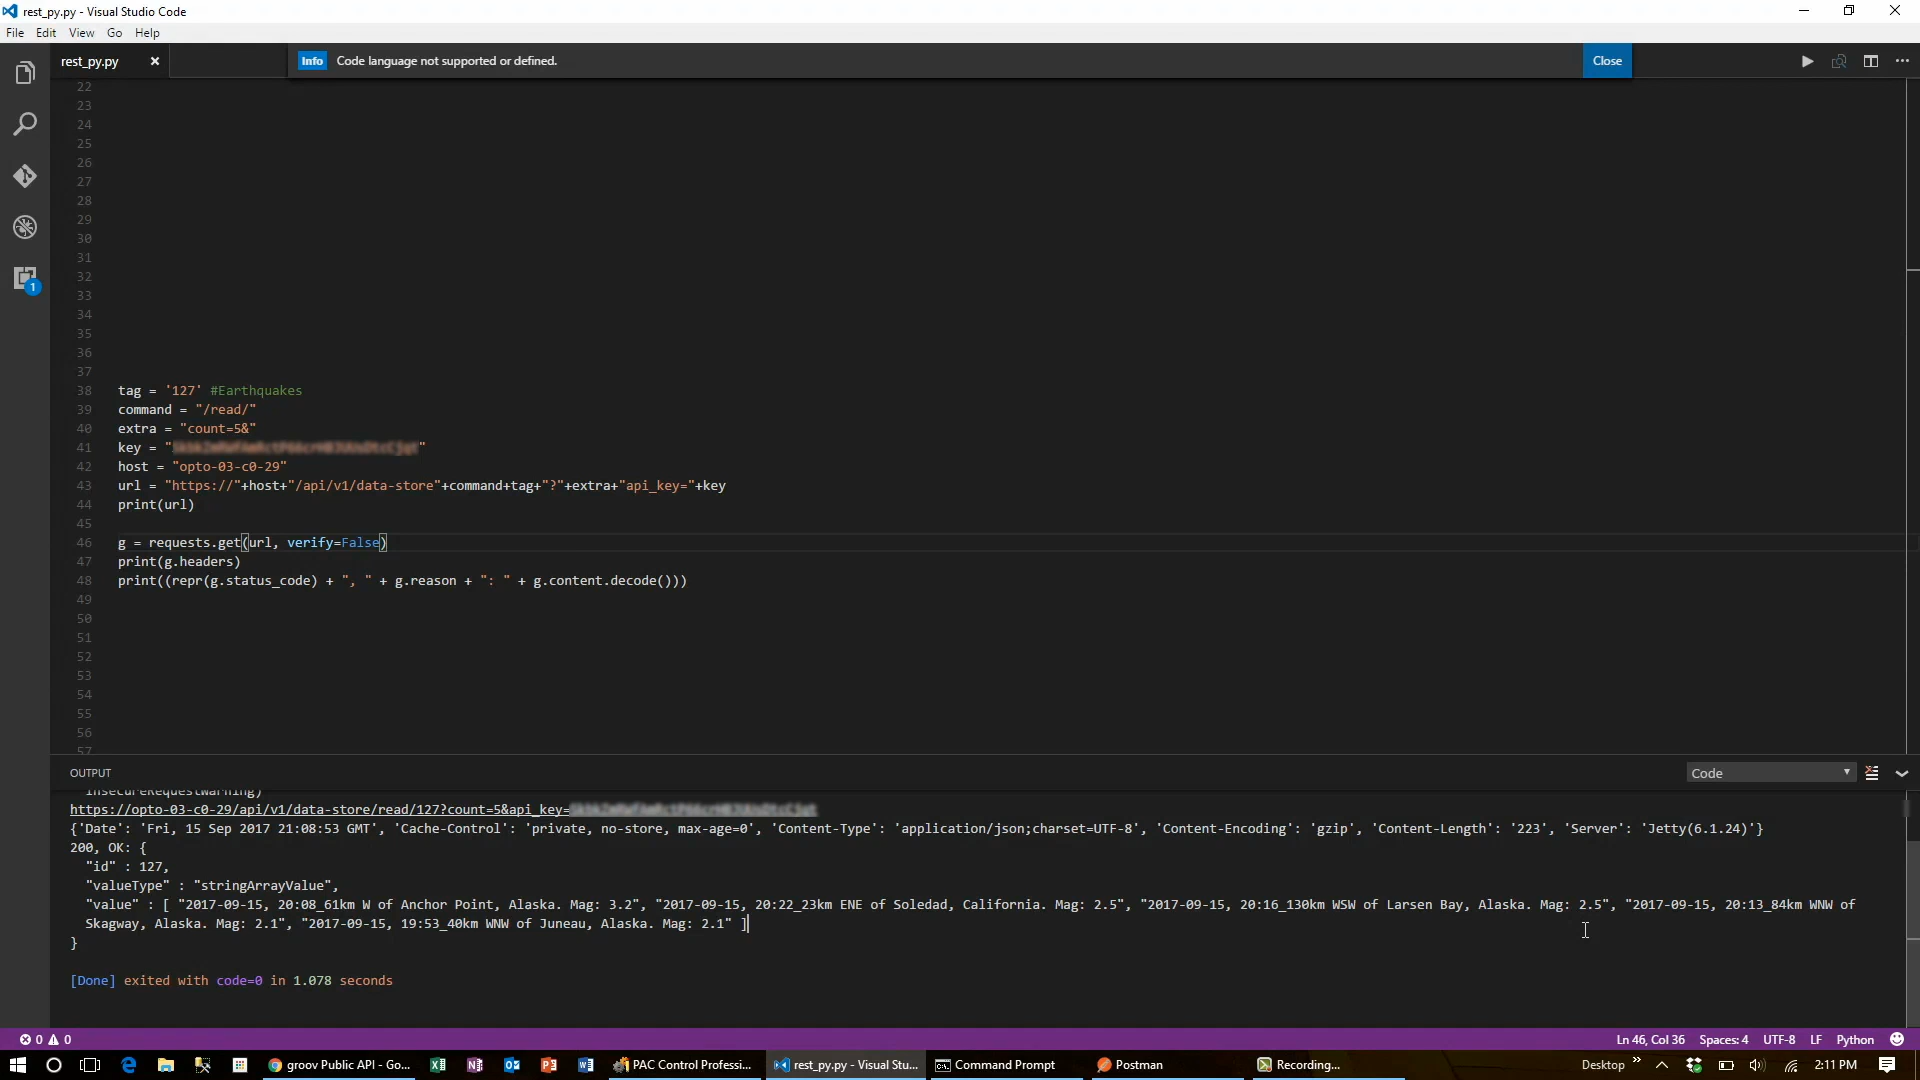 rest_py.py - Visual Studio Code
File Edit View Go Help
rest_py.py
Info Code language not supported or defined. Close
1
22
23
24
25
26
27
28
29
30
31
32
33
34
35
36
37
38 tag = '127' #Earthquakes
39 command = "/read/"
40 extra = "count=5&"
41 key = " "
42 host = "opto-03-c0-29"
43 url = "https://"+host+"/api/v1/data-store"+command+tag+"?"+extra+"api_key="+key
44 print(url)
45
46 g = requests.get(url, verify=False)
47 print(g.headers)
48 print((repr(g.status_code) + ", " + g.reason + ": " + g.content.decode()))
49
50
51
52
53
54
55
56
57
OUTPUT Code
InsecureRequestWarning)
https://opto-03-c0-29/api/v1/data-store/read/127?count=5&api_key=
{'Date': 'Fri, 15 Sep 2017 21:08:53 GMT', 'Cache-Control': 'private, no-store, max-age=0', 'Content-Type': 'application/json;charset=UTF-8', 'Content-Encoding': 'gzip', 'Content-Length': '223', 'Server': 'Jetty(6.1.24)'}
200, OK: {
"id" : 127,
"valueType" : "stringArrayValue",
"value" : [ "2017-09-15, 20:08_61km W of Anchor Point, Alaska. Mag: 3.2", "2017-09-15, 20:22_23km ENE of Soledad, California. Mag: 2.5", "2017-09-15, 20:16_130km WSW of Larsen Bay, Alaska. Mag: 2.5", "2017-09-15, 20:13_84km WNW of
Skagway, Alaska. Mag: 2.1", "2017-09-15, 19:53_40km WNW of Juneau, Alaska. Mag: 2.1" ]
}
[Done] exited with code=0 in 1.078 seconds
0 0 Ln 46, Col 36 Spaces: 4 UTF-8 LF Python
groov Public API - Go... PAC Control Professi... rest_py.py - Visual Stu... Command Prompt Postman Recording... Desktop 2:11 PM